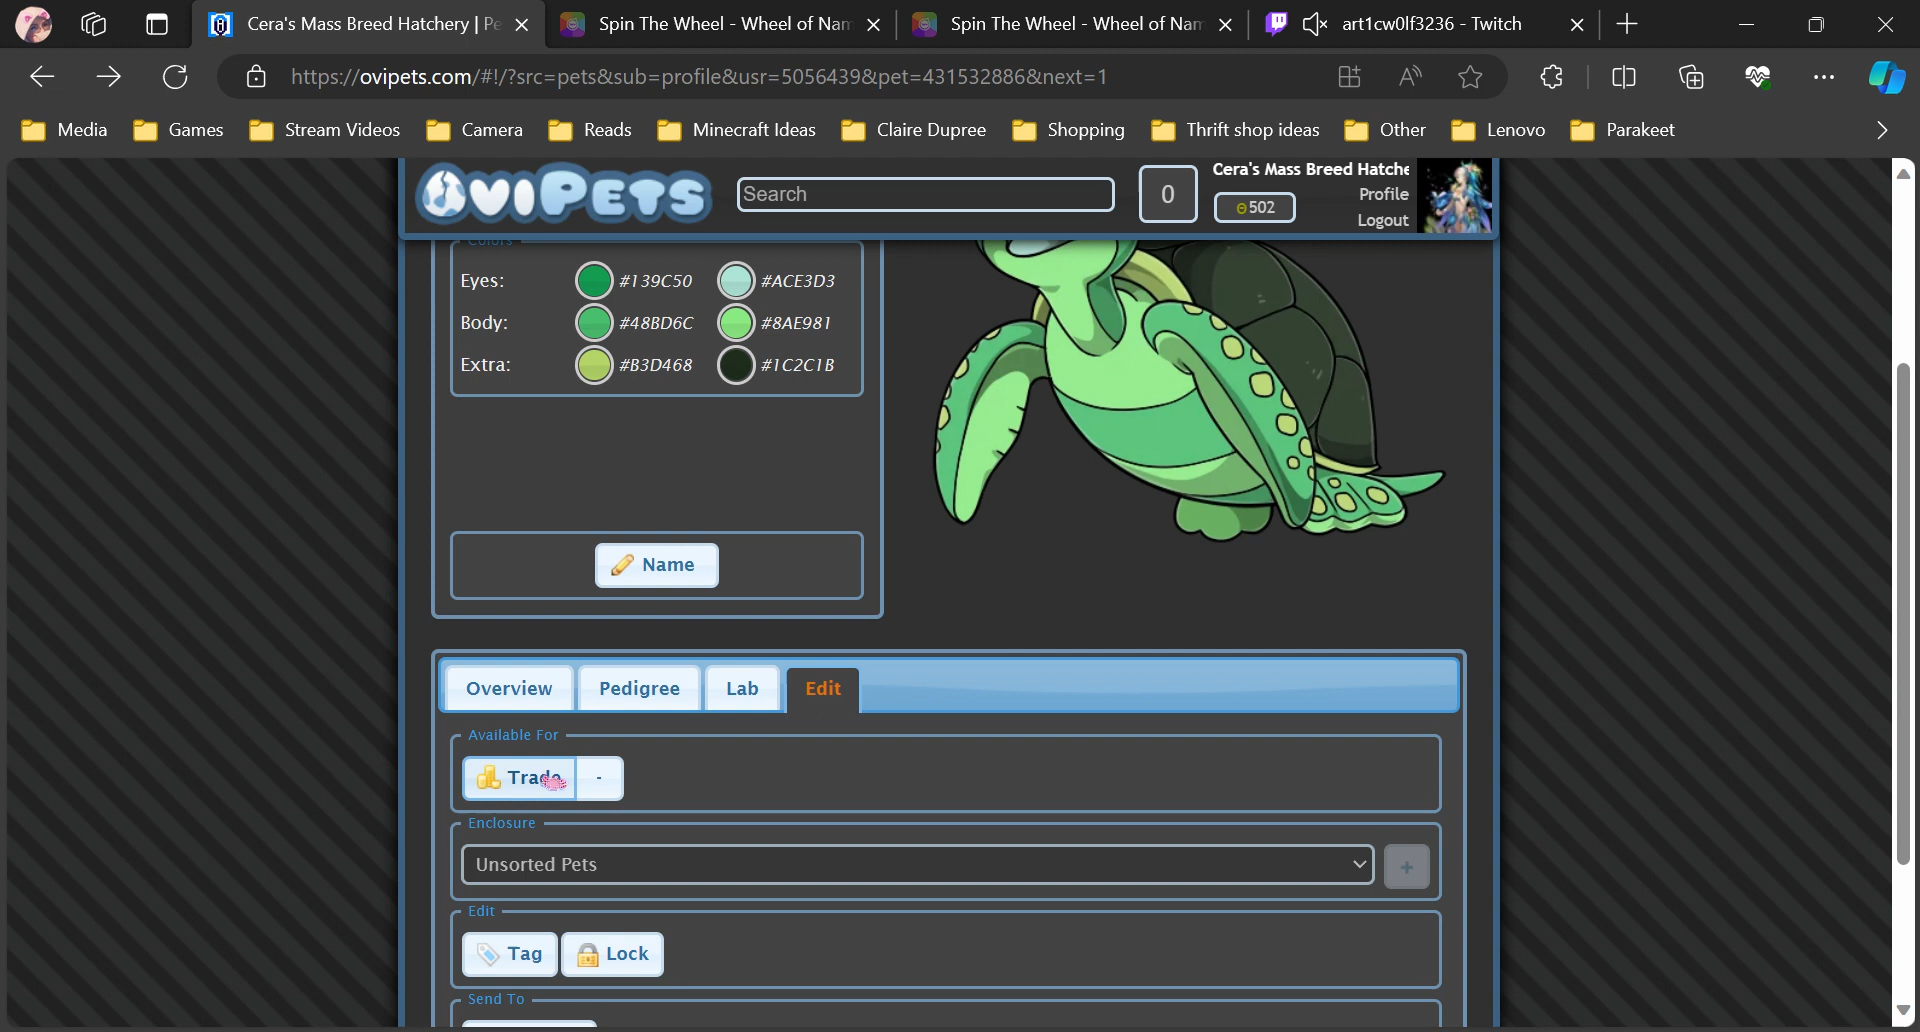 Cera's Mass Breed Hatchery | Pe
Spin The Wheel - Wheel of Nam
Spin The Wheel - Wheel of Nam
art1cw0lf3236 - Twitch
https://ovipets.com/#!/?src=pets&sub=profile&usr=5056439&pet=431532886&next=1
Media Games Stream Videos Camera Reads Minecraft Ideas Claire Dupree Shopping Thrift shop ideas Other Lenovo Parakeet
OviPets
Search
0
Cera's Mass Breed Hatche
502
Profile
Logout
Colors
Eyes: #139C50 #ACE3D3
Body: #48BD6C #8AE981
Extra: #B3D468 #1C2C1B
Name
Overview Pedigree Lab Edit
Available For
Trade -
Enclosure
Unsorted Pets +
Edit
Tag Lock
Send To